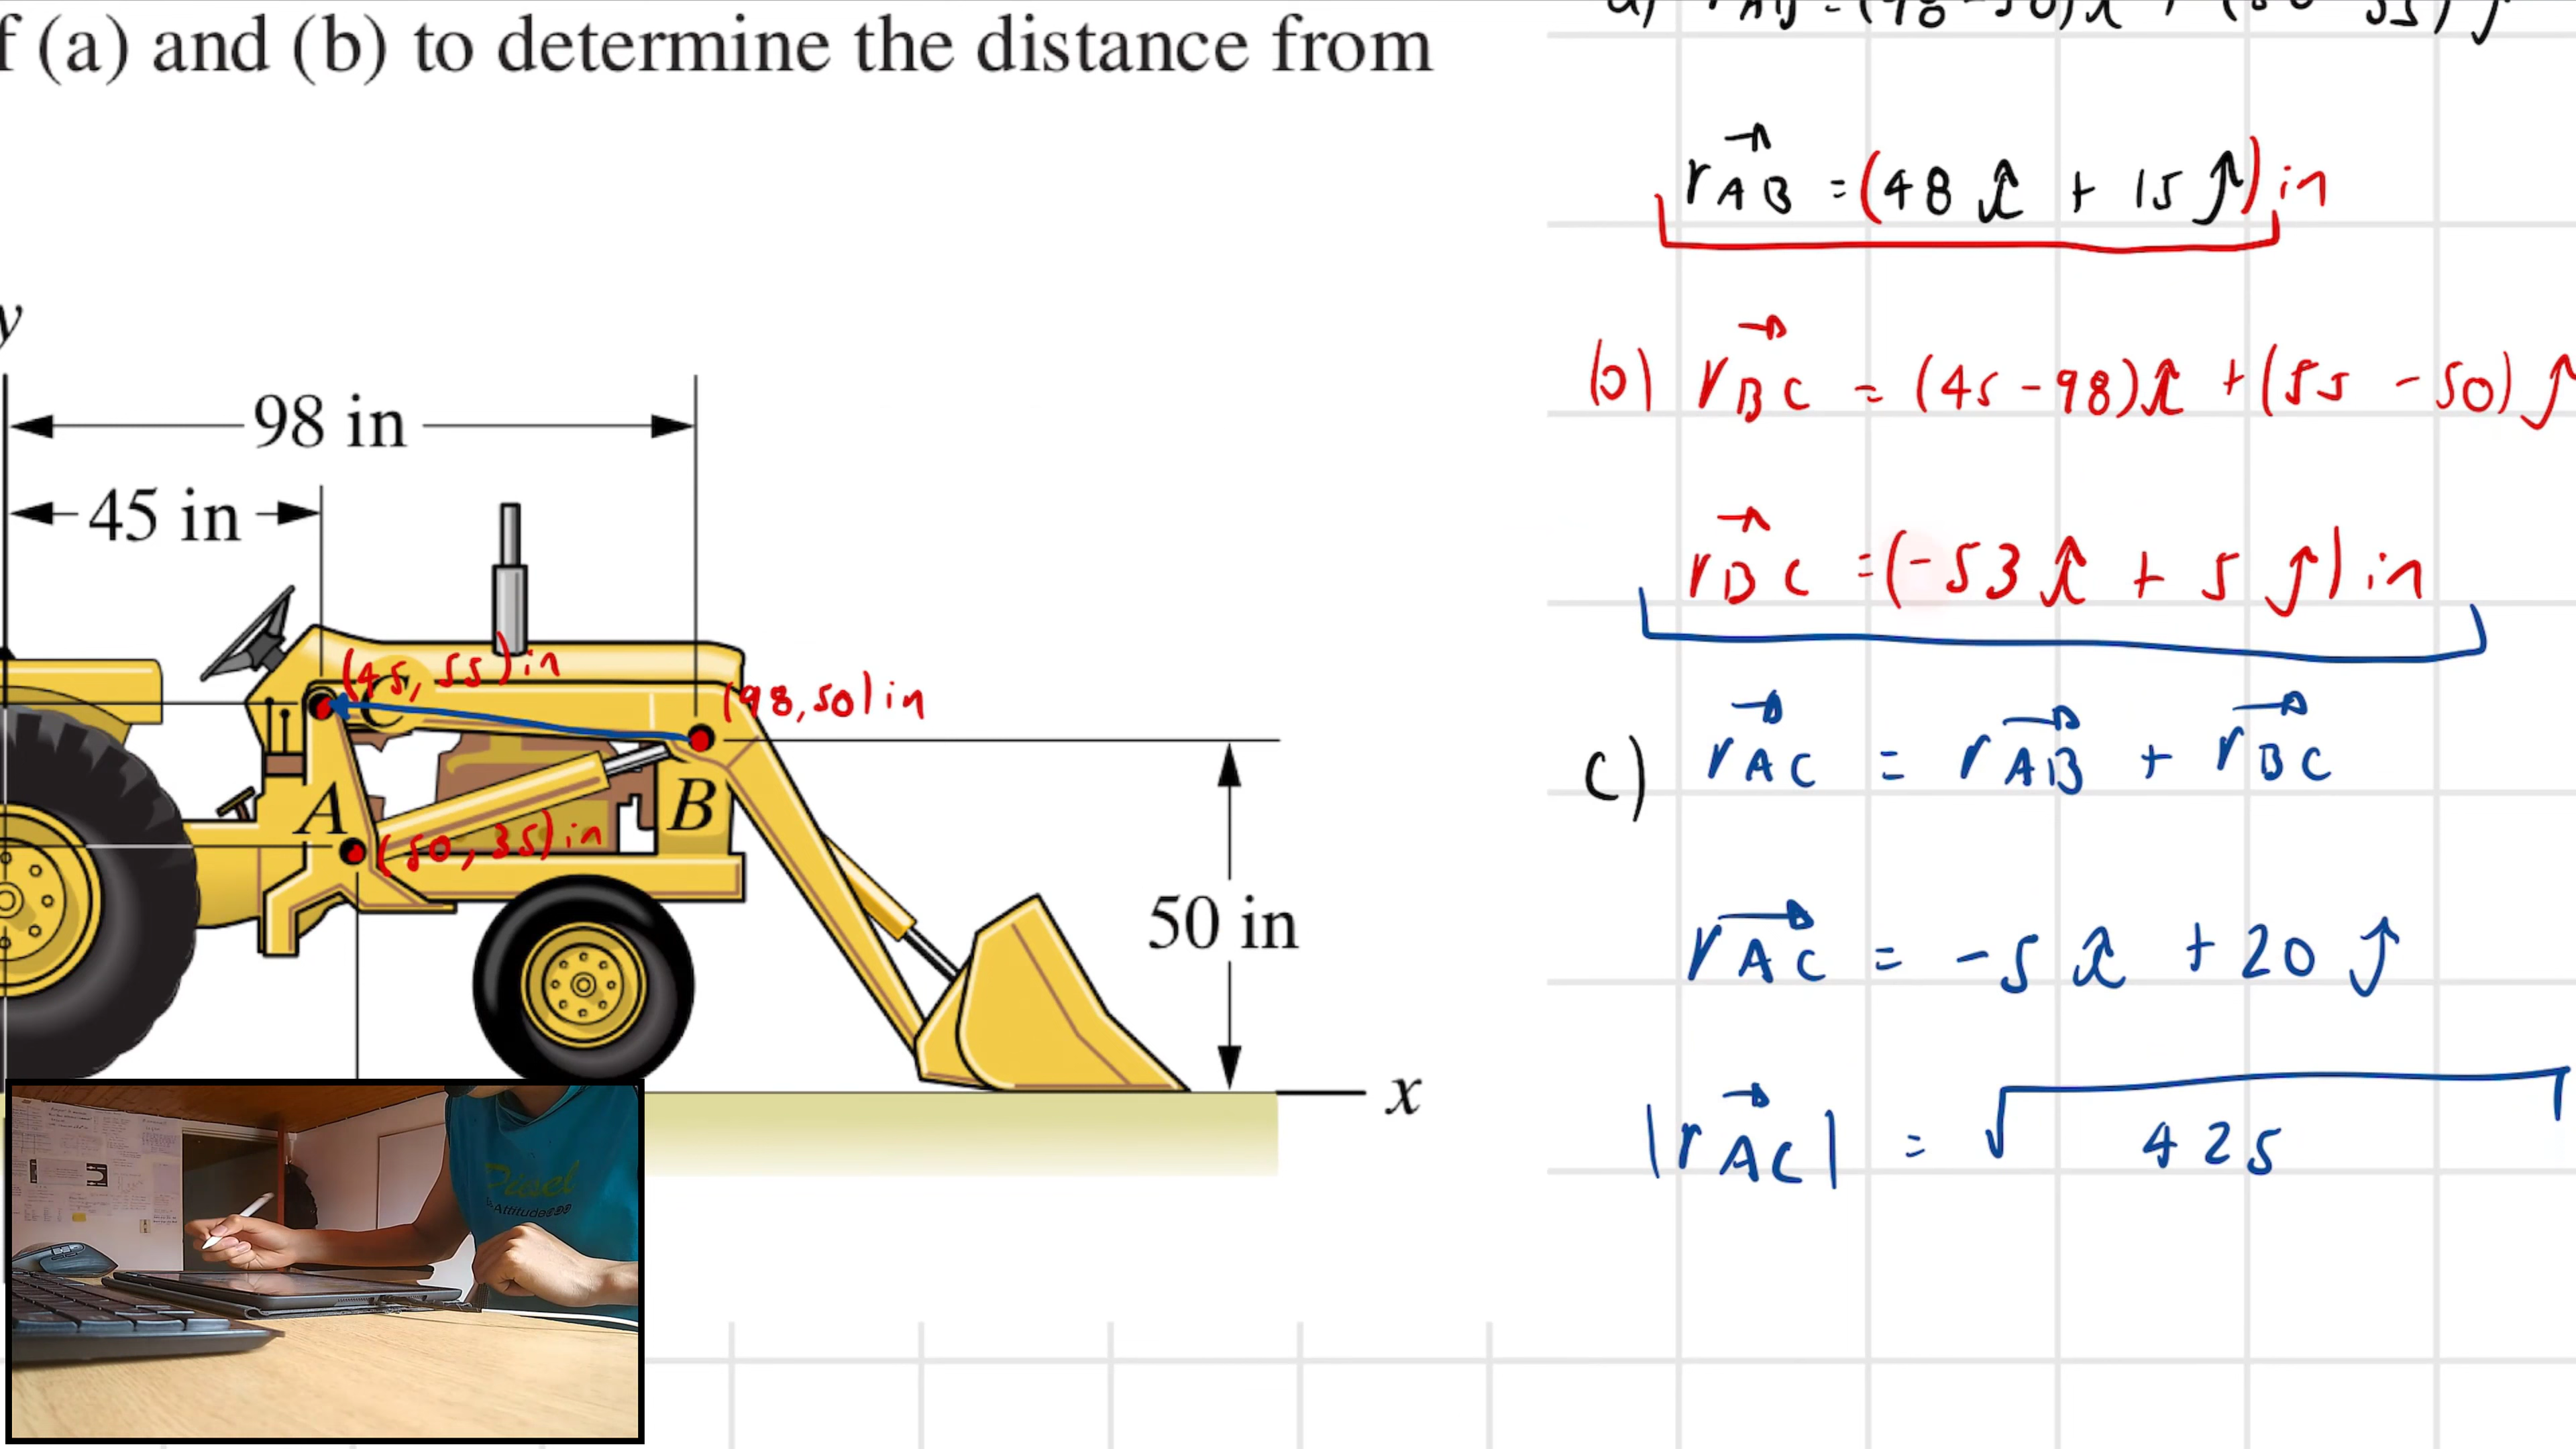 f (a) and (b) to determine the distance from
y
98 in
45 in
(45, 55) in
C
(98, 50) in
A
B
(50, 35) in
50 in
x
Attitude
r⃗AB = (48 î + 15 ĵ) in
(b) r⃗BC = (45 - 98) î + (55 - 50) ĵ
r⃗BC = (-53 î + 5 ĵ) in
c) r⃗AC = r⃗AB + r⃗BC
r⃗AC = -5 î + 20 ĵ
|r⃗AC| = √425